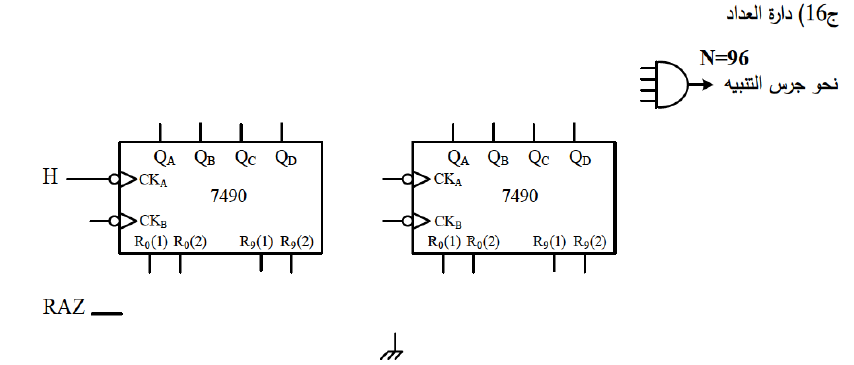 ج16) دارة العداد
N=96
نحو جرس التنبيه
QA QB QC QD
QA QB QC QD
H
CKA
CKA
7490
7490
CKB
CKB
R0(1) R0(2) R9(1) R9(2)
R0(1) R0(2) R9(1) R9(2)
RAZ